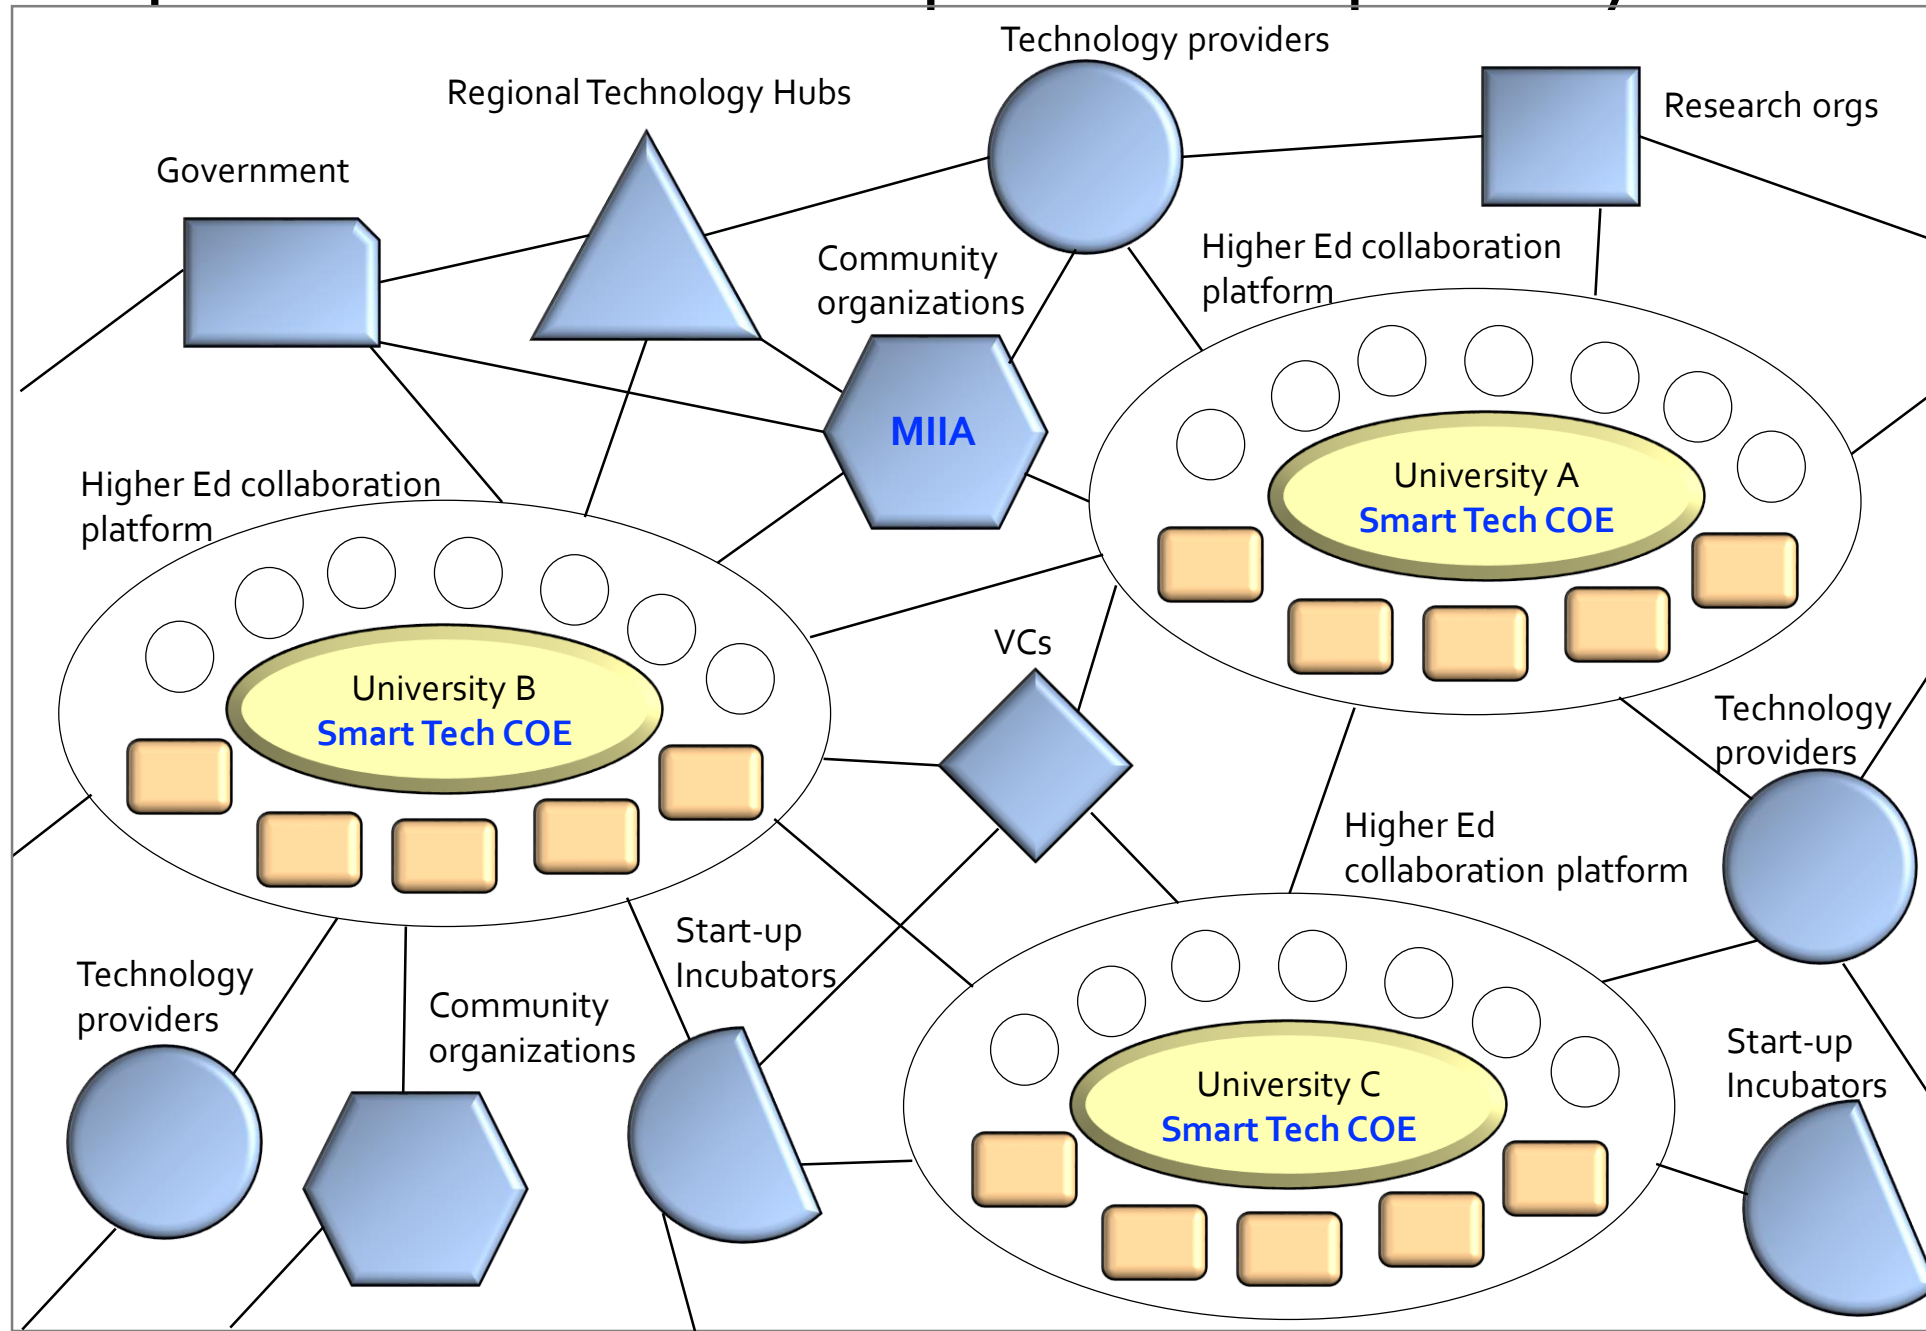 Technology providers
Regional Technology Hubs
Research orgs
Government
Higher Ed collaboration
platform
Community
organizations
MIIA
University A
Smart Tech COE
Higher Ed collaboration
platform
University B
Smart Tech COE
VCs
Technology
providers
Higher Ed
collaboration platform
Start-up
Incubators
Technology
providers
Community
organizations
Start-up
Incubators
University C
Smart Tech COE